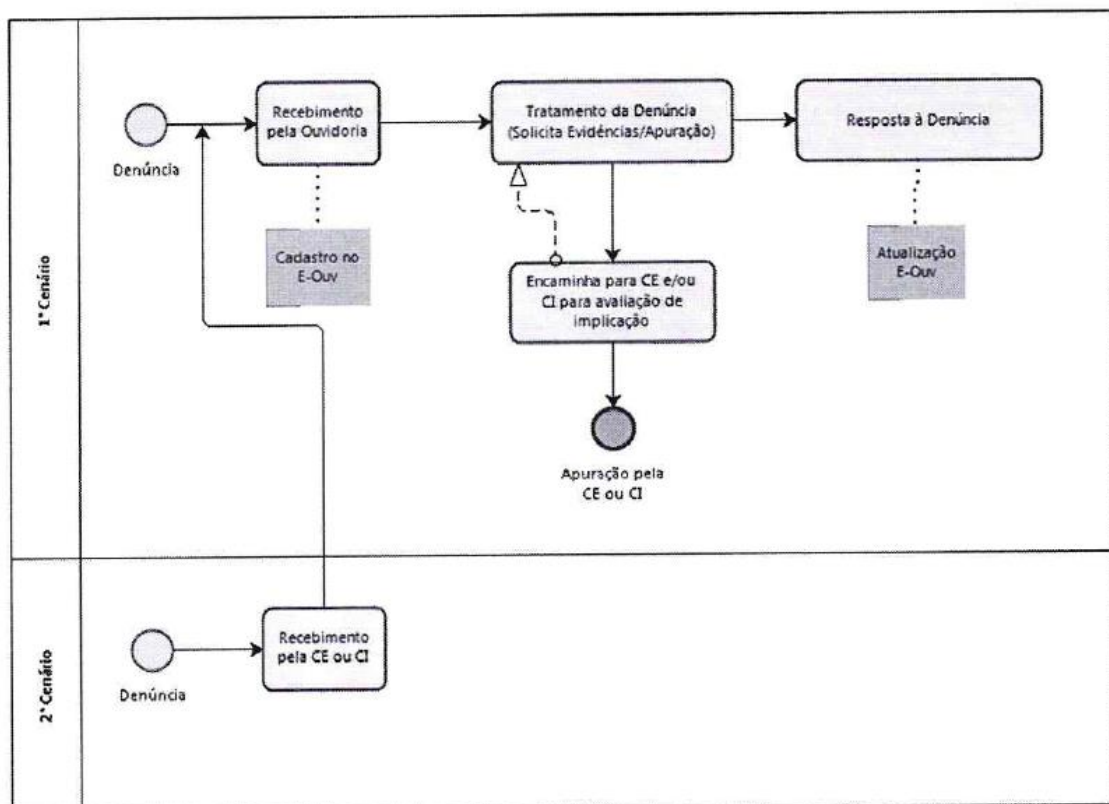 1º Cenário
Denúncia
Recebimento
pela Ouvidoria
Tratamento da Denúncia
(Solicita Evidências/Apuração)
Resposta à Denúncia
Cadastro no
E-Ouv
Atualização
E-Ouv
Encaminha para CE e/ou
CI para avaliação de
implicação
Apuração pela
CE ou CI
2º Cenário
Denúncia
Recebimento
pela CE ou CI